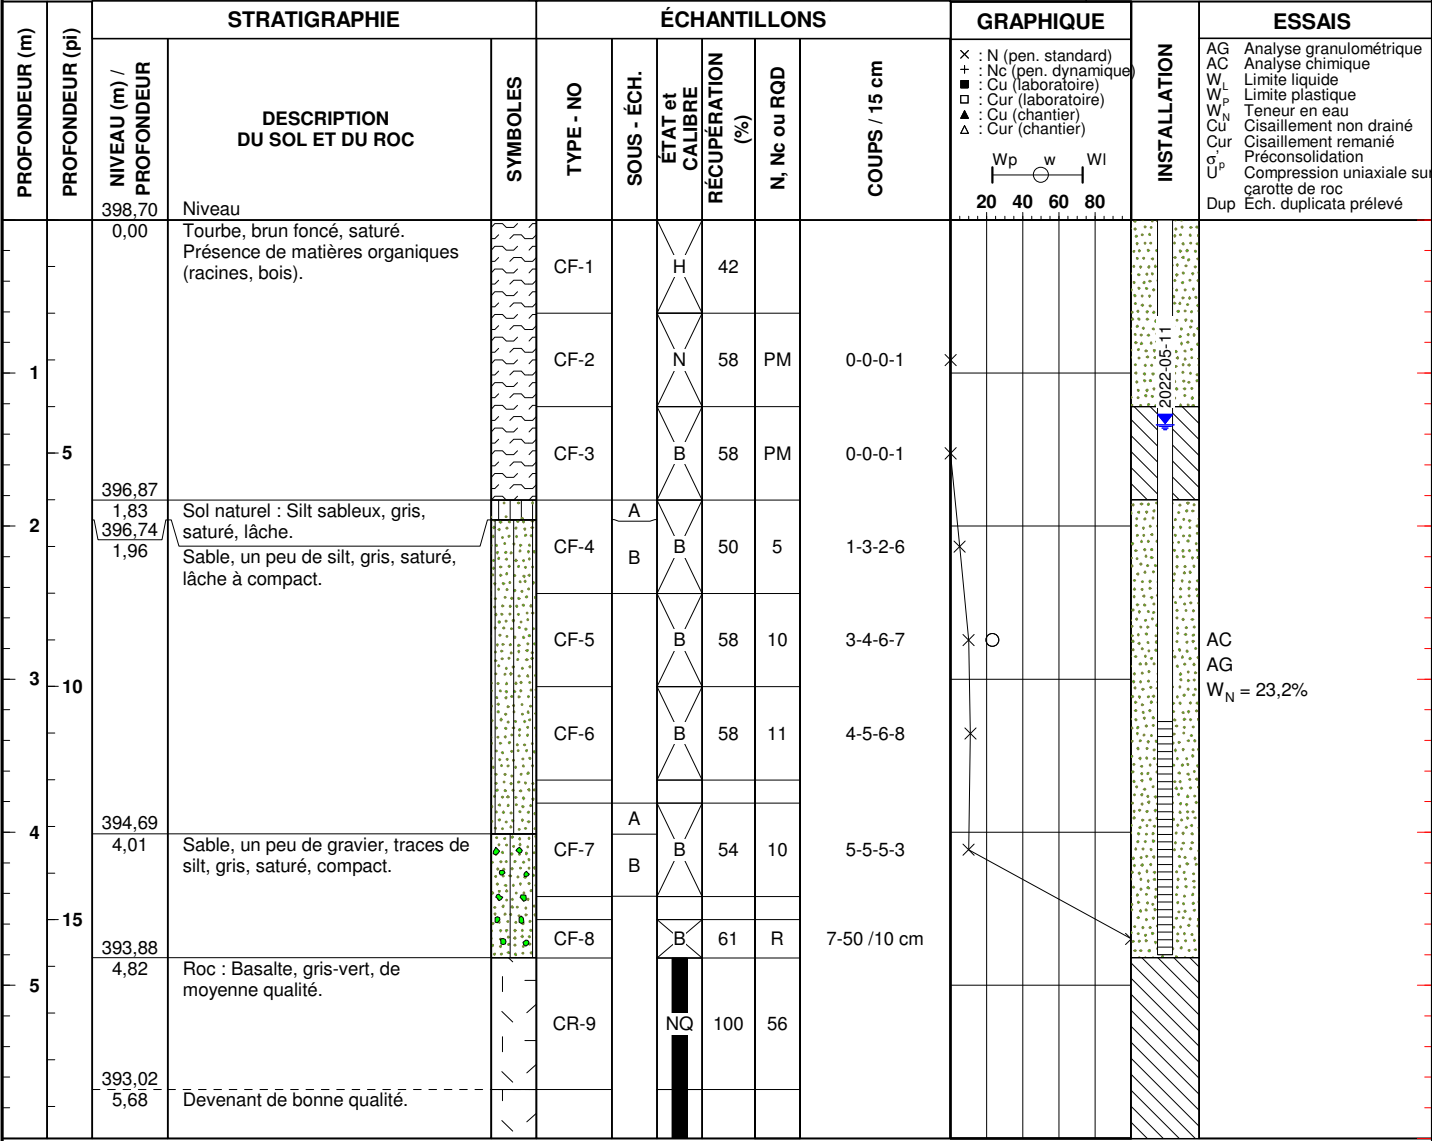 STRATIGRAPHIE
ÉCHANTILLONS
GRAPHIQUE
ESSAIS
PROFONDEUR (m)
PROFONDEUR (pi)
NIVEAU (m) /
PROFONDEUR
DESCRIPTION
DU SOL ET DU ROC
SYMBOLES
TYPE - NO
SOUS - ÉCH.
ÉTAT et
CALIBRE
RÉCUPÉRATION
(%)
N, Nc ou RQD
COUPS / 15 cm
× : N (pen. standard)
+ : Nc (pen. dynamique)
■ : Cu (laboratoire)
□ : Cur (laboratoire)
▲ : Cu (chantier)
△ : Cur (chantier)
Wp w Wl
20 40 60 80
INSTALLATION
AG Analyse granulométrique
AC Analyse chimique
W_L Limite liquide
W_P Limite plastique
W_N Teneur en eau
Cu Cisaillement non drainé
Cur Cisaillement remanié
σ'_p Préconsolidation
U Compression uniaxiale sur
carotte de roc
Dup Éch. duplicata prélevé
398,70 Niveau
0,00 Tourbe, brun foncé, saturé.
Présence de matières organiques
(racines, bois).
CF-1 H 42
CF-2 N 58 PM 0-0-0-1
2022-05-11
1
CF-3 B 58 PM 0-0-0-1
5
396,87
1,83 Sol naturel : Silt sableux, gris,
saturé, lâche.
A
2
396,74
1,96 Sable, un peu de silt, gris, saturé,
lâche à compact.
CF-4 B B 50 5 1-3-2-6
CF-5 B 58 10 3-4-6-7
AC
AG
W_N = 23,2%
3
10
CF-6 B 58 11 4-5-6-8
394,69
A
4
4,01 Sable, un peu de gravier, traces de
silt, gris, saturé, compact.
CF-7 B B 54 10 5-5-5-3
15
CF-8 B 61 R 7-50 /10 cm
393,88
4,82 Roc : Basalte, gris-vert, de
moyenne qualité.
5
CR-9 NQ 100 56
393,02
5,68 Devenant de bonne qualité.